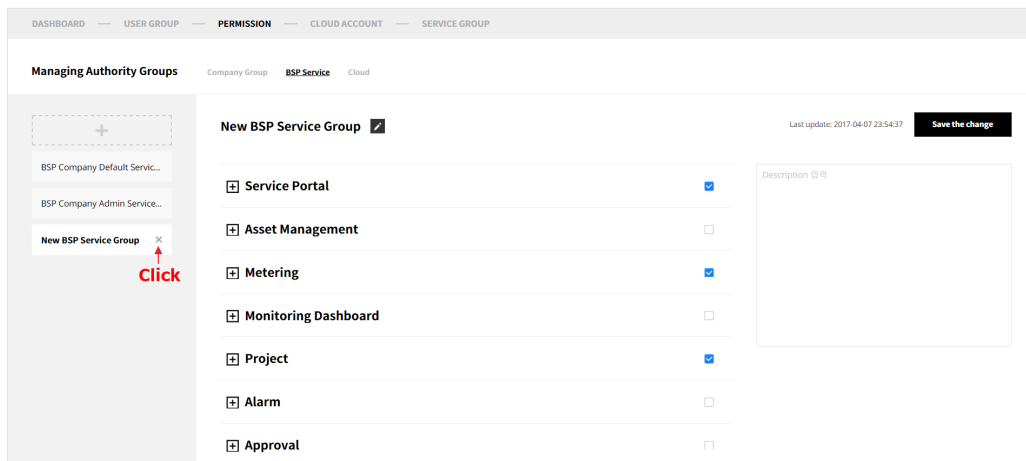 DASHBOARD — USER GROUP — PERMISSION — CLOUD ACCOUNT — SERVICE GROUP
Managing Authority Groups Company Group BSP Service Cloud
+
BSP Company Default Servic...
BSP Company Admin Service...
New BSP Service Group ×
Click
New BSP Service Group
Last update: 2017-04-07 23:54:37 Save the change
Service Portal
Asset Management
Metering
Monitoring Dashboard
Project
Alarm
Approval
Description 입력